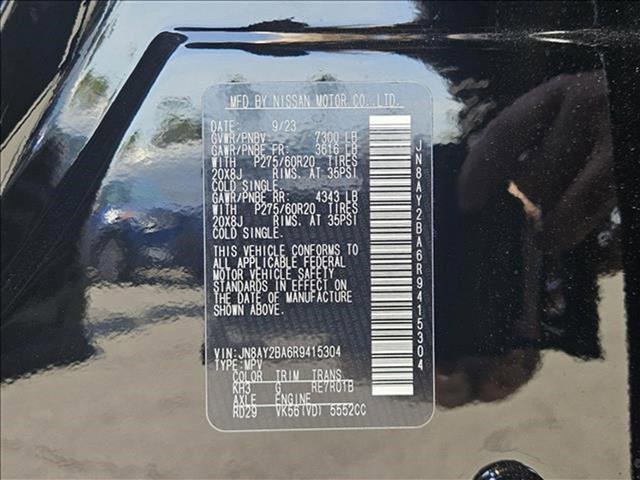 MFD BY NISSAN MOTOR CO.,LTD.
DATE: 9/23
GVWR/PNBV 7300 LB
GAWR/PNBE FR: 3616 LB
WITH P275/60R20 TIRES
20X8J RIMS. AT 35PSI
COLD SINGLE.
GAWR/PNBE RR: 4343 LB
WITH P275/60R20 TIRES
20X8J RIMS. AT 35PSI
COLD SINGLE.
THIS VEHICLE CONFORMS TO
ALL APPLICABLE FEDERAL
MOTOR VEHICLE SAFETY
STANDARDS IN EFFECT ON
THE DATE OF MANUFACTURE
SHOWN ABOVE.
VIN: JN8AY2BA6R9415304
TYPE: MPV
COLOR TRIM TRANS
KH3 G RE7R01B
AXLE ENGINE
RD29 VK56(VD) 5552CC
JN8AY2BA6R9415304